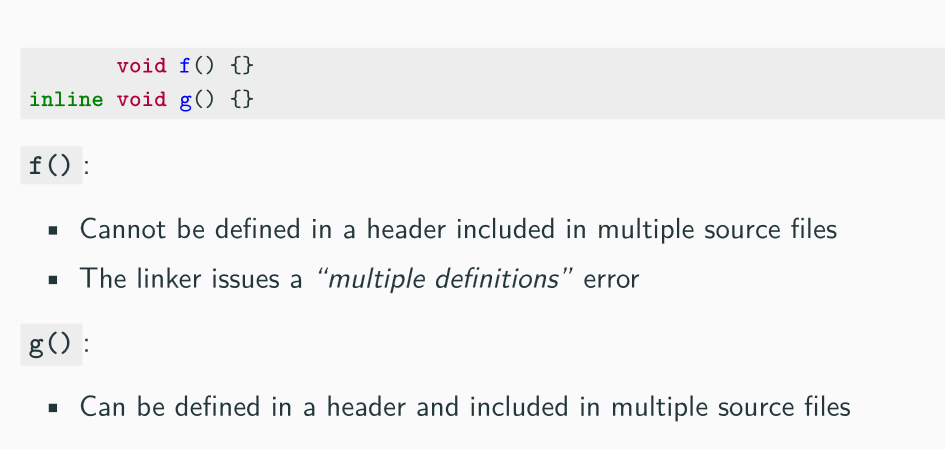 void f() {}
inline void g() {}
f():
▪ Cannot be defined in a header included in multiple source files
▪ The linker issues a “multiple definitions” error
g():
▪ Can be defined in a header and included in multiple source files